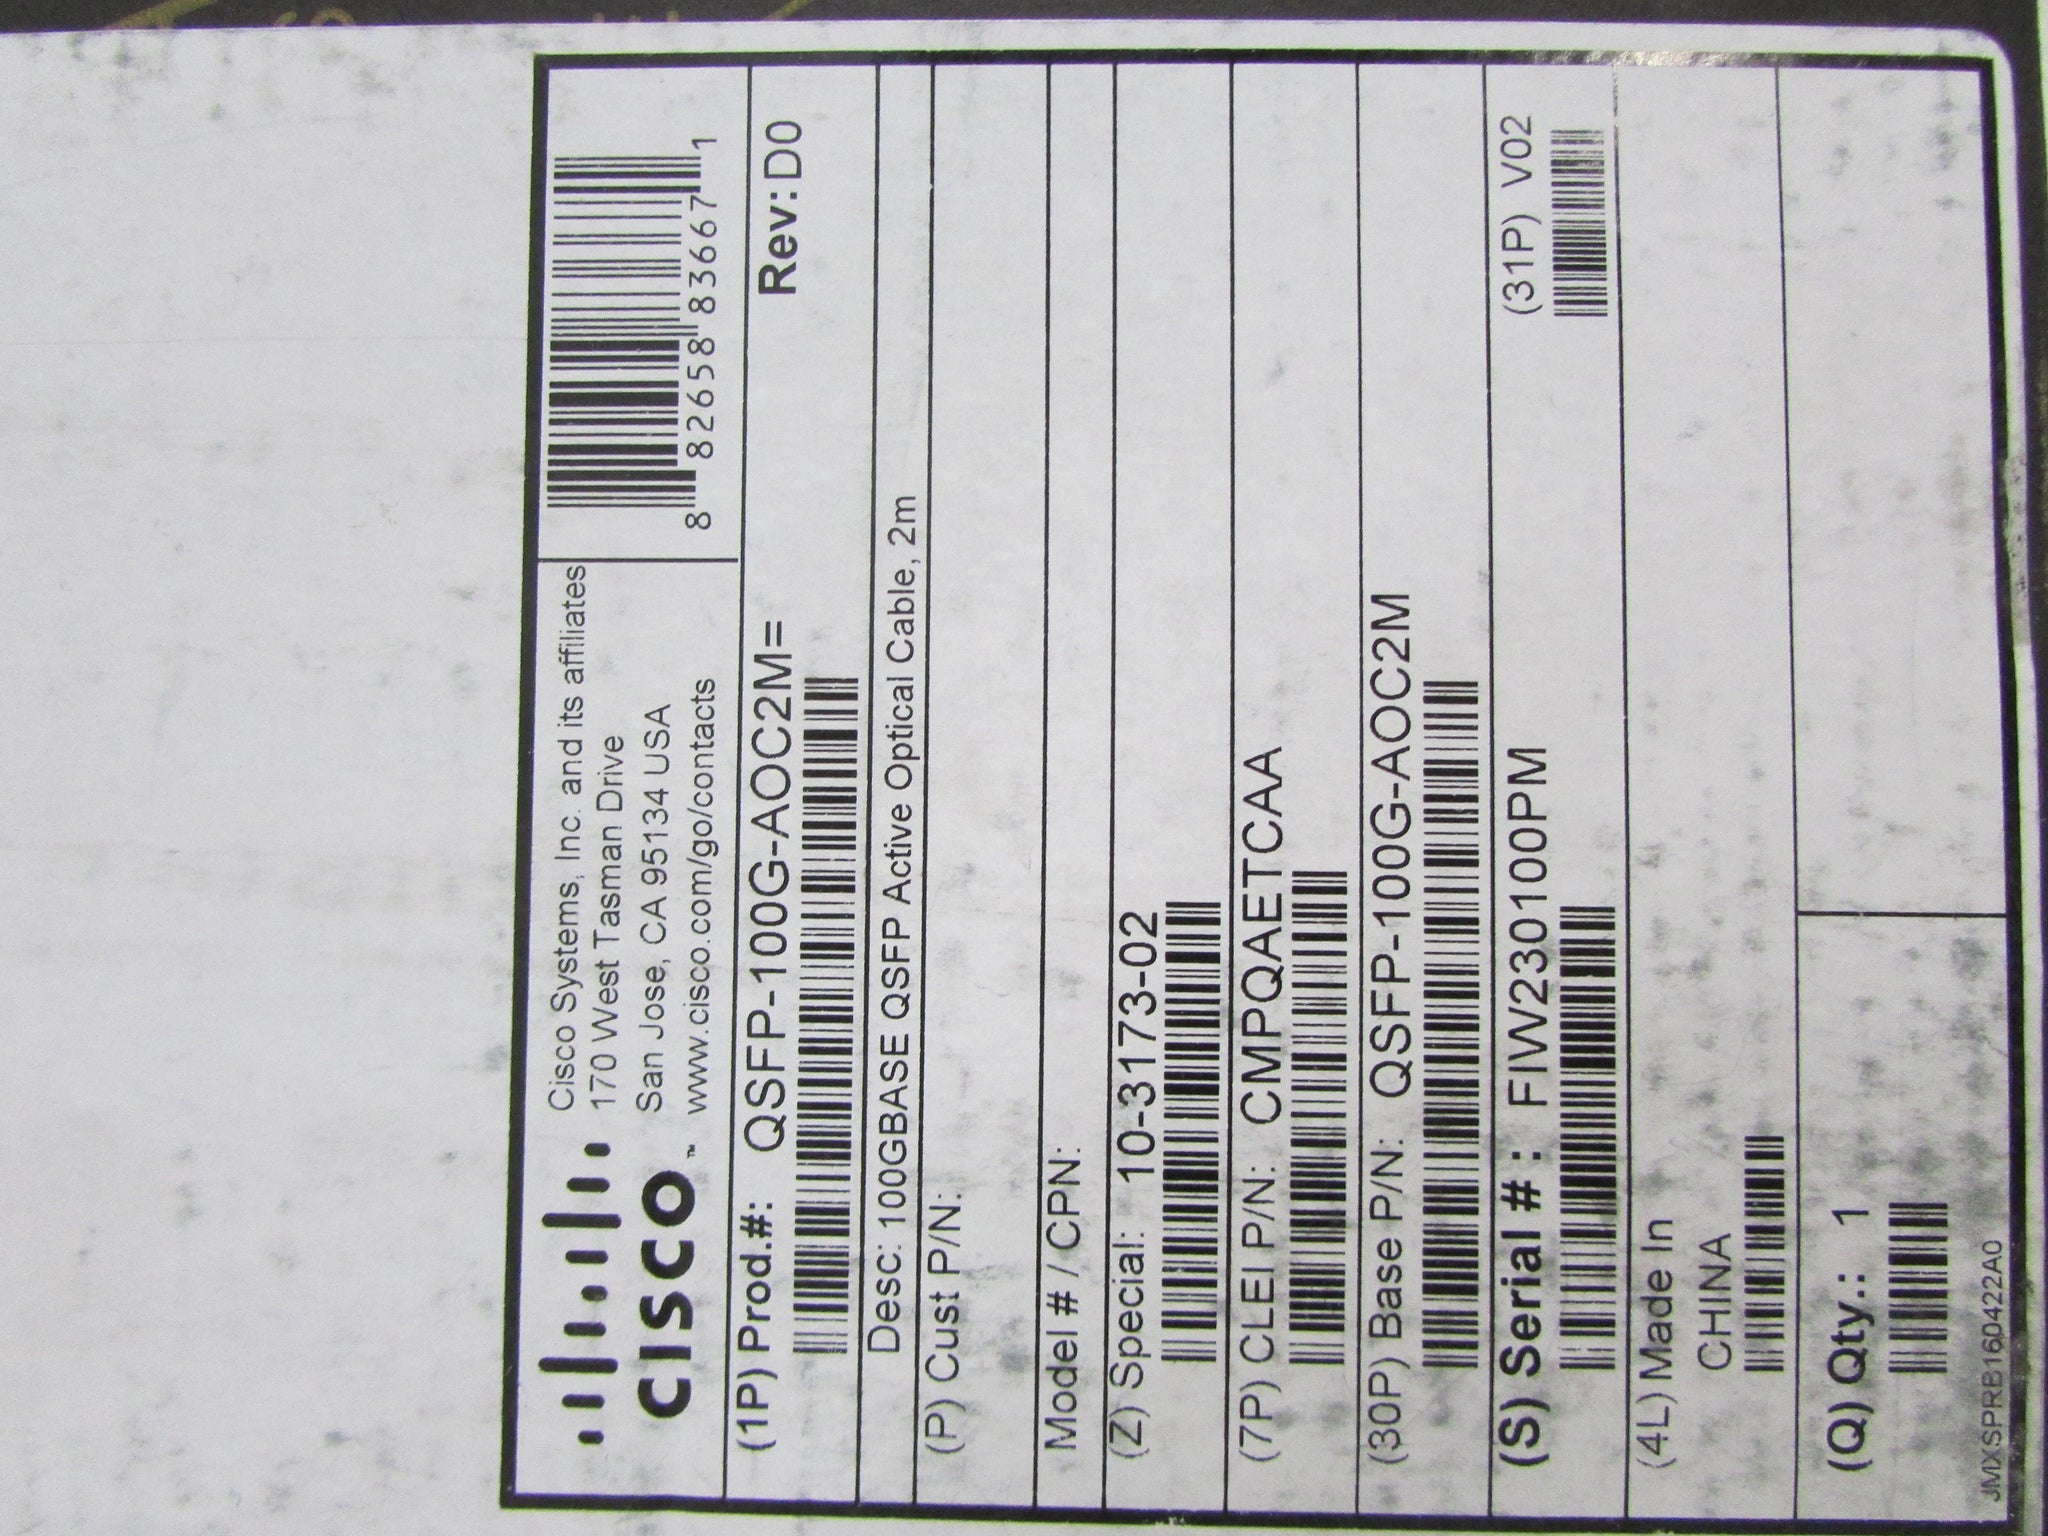 CISCO ™
Cisco Systems, Inc. and its affiliates
170 West Tasman Drive
San Jose, CA 95134 USA
www.cisco.com/go/contacts
8 82658 83667 1
(1P) Prod.#: QSFP-100G-AOC2M= Rev:D0
Desc: 100GBASE QSFP Active Optical Cable, 2m
(P) Cust P/N:
Model # / CPN:
(Z) Special: 10-3173-02
(7P) CLEI P/N: CMPQAETCAA
(30P) Base P/N: QSFP-100G-AOC2M
(S) Serial #: FIW230100PM (31P) V02
(4L) Made In
CHINA
(Q) Qty.: 1
JMXSPRB160422A0